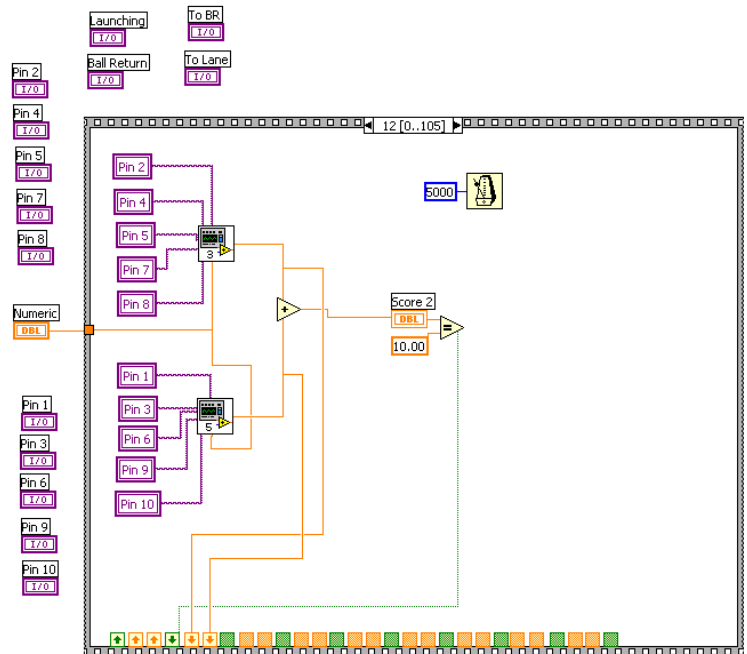 Launching
I/O
To BR
I/O
Ball Return
I/O
To Lane
I/O
Pin 2
I/O
Pin 4
I/O
Pin 5
I/O
Pin 7
I/O
Pin 8
I/O
Numeric
DBL
Pin 1
I/O
Pin 3
I/O
Pin 6
I/O
Pin 9
I/O
Pin 10
I/O
12 [0..105]
Pin 2
Pin 4
Pin 5
Pin 7
Pin 8
3
5000
+
Score 2
DBL
=
10.00
Pin 1
Pin 3
Pin 6
Pin 9
Pin 10
5